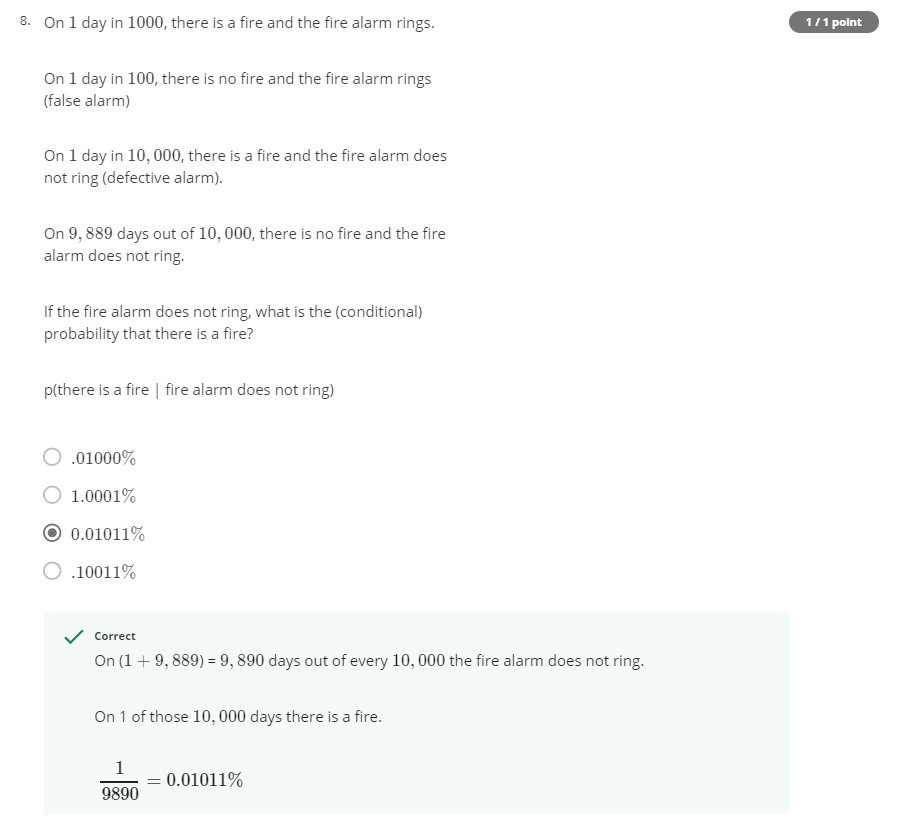 8. On 1 day in 1000, there is a fire and the fire alarm rings.
1 / 1 point
On 1 day in 100, there is no fire and the fire alarm rings
(false alarm)
On 1 day in 10, 000, there is a fire and the fire alarm does
not ring (defective alarm).
On 9, 889 days out of 10, 000, there is no fire and the fire
alarm does not ring.
If the fire alarm does not ring, what is the (conditional)
probability that there is a fire?
p(there is a fire | fire alarm does not ring)
.01000%
1.0001%
0.01011%
.10011%
Correct
On (1 + 9, 889) = 9, 890 days out of every 10, 000 the fire alarm does not ring.
On 1 of those 10, 000 days there is a fire.
1
9890
= 0.01011%